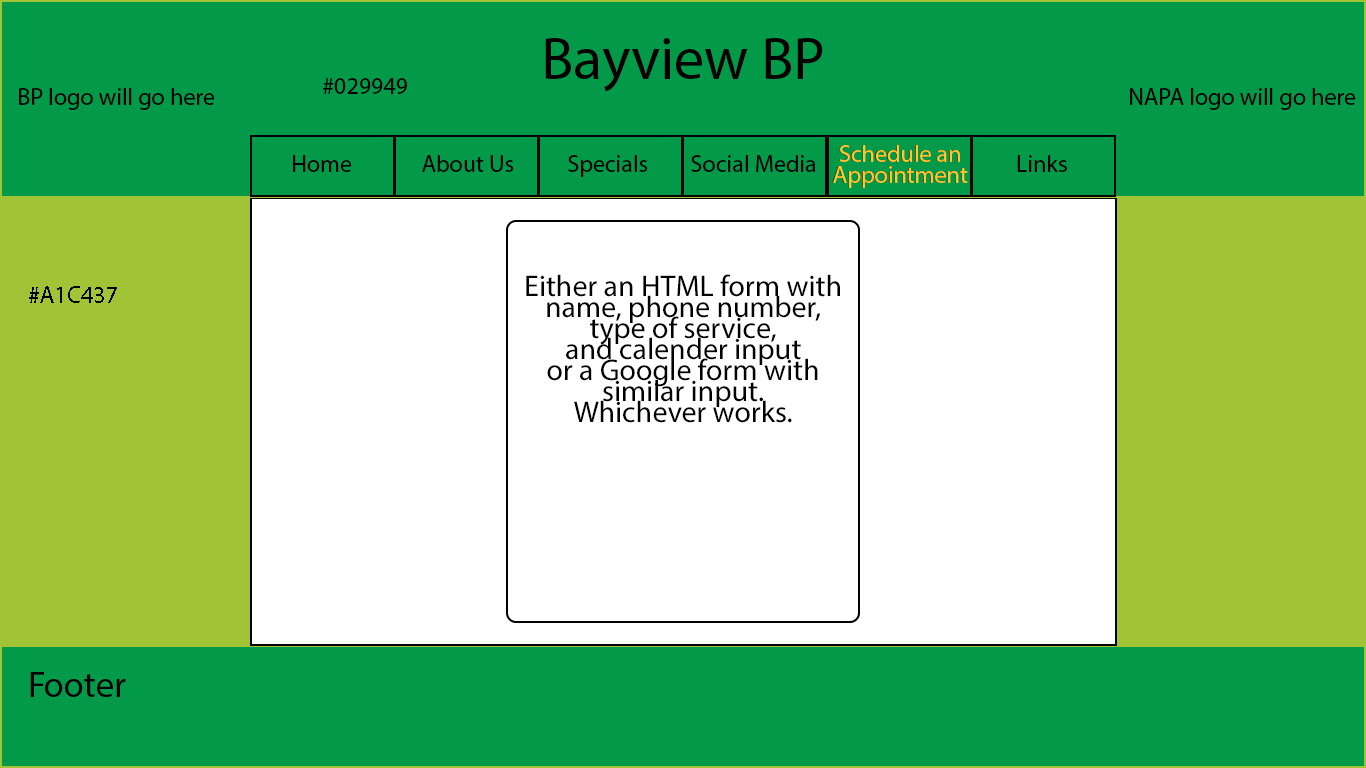 Bayview BP
#029949
BP logo will go here
NAPA logo will go here
Home
About Us
Specials
Social Media
Schedule an
Appointment
Links
#A1C437
Either an HTML form with
name, phone number,
type of service,
and calender input
or a Google form with
similar input.
Whichever works.
Footer